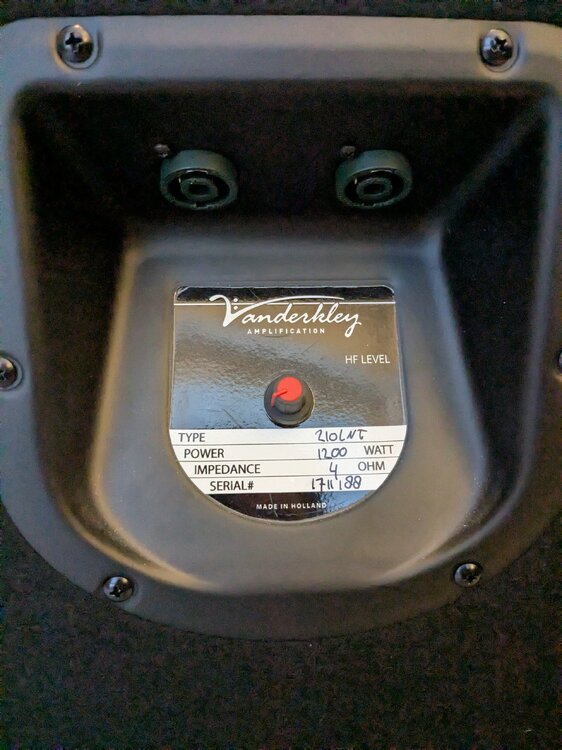 Vanderkley
AMPLIFICATION
HF LEVEL
TYPE 210LNT
POWER 1200 WATT
IMPEDANCE 4 OHM
SERIAL# 1711188
MADE IN HOLLAND